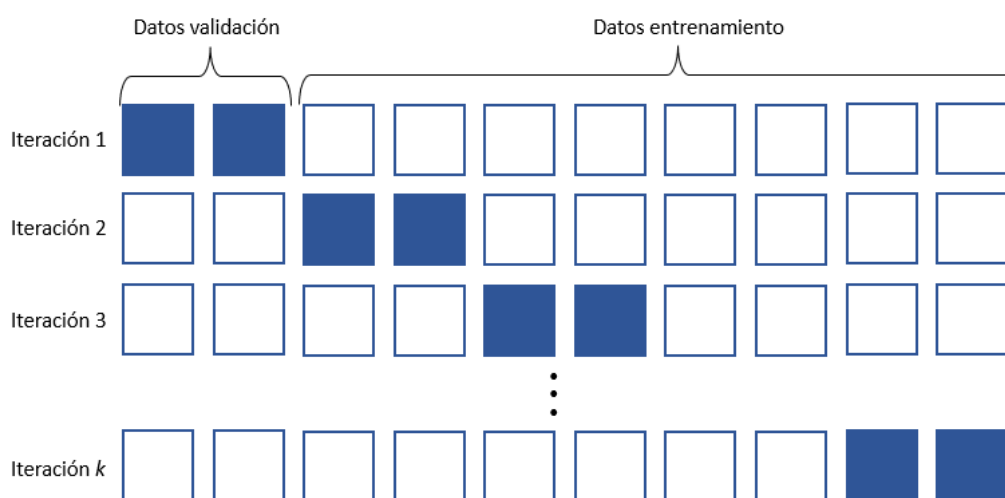 Datos validación
Datos entrenamiento
Iteración 1
Iteración 2
Iteración 3
Iteración k